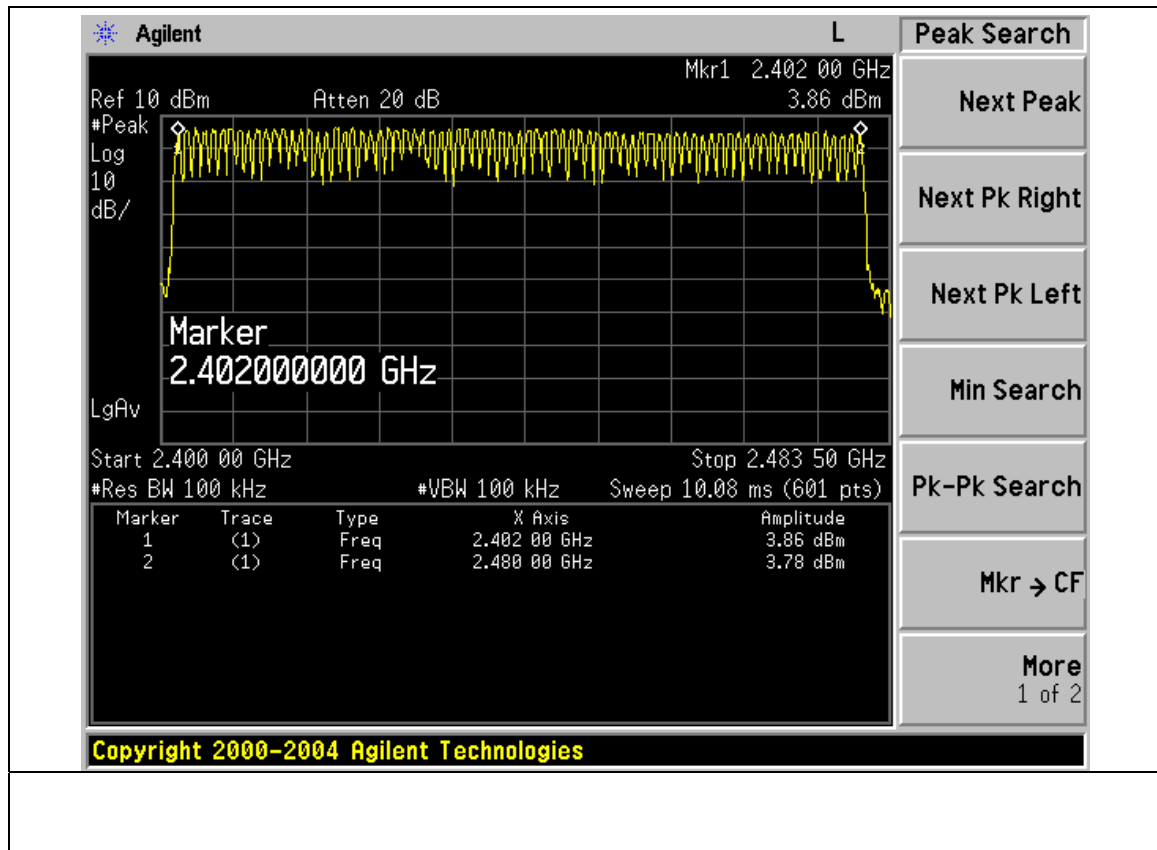 Agilent L
Mkr1 2.402 00 GHz
Ref 10 dBm Atten 20 dB 3.86 dBm
#Peak
Log
10
dB/
1
2
Marker
2.402000000 GHz
LgAv
Start 2.400 00 GHz Stop 2.483 50 GHz
#Res BW 100 kHz #VBW 100 kHz Sweep 10.08 ms (601 pts)
Marker Trace Type X Axis Amplitude
1 (1) Freq 2.402 00 GHz 3.86 dBm
2 (1) Freq 2.480 00 GHz 3.78 dBm
Copyright 2000-2004 Agilent Technologies
Peak Search
Next Peak
Next Pk Right
Next Pk Left
Min Search
Pk-Pk Search
Mkr → CF
More
1 of 2